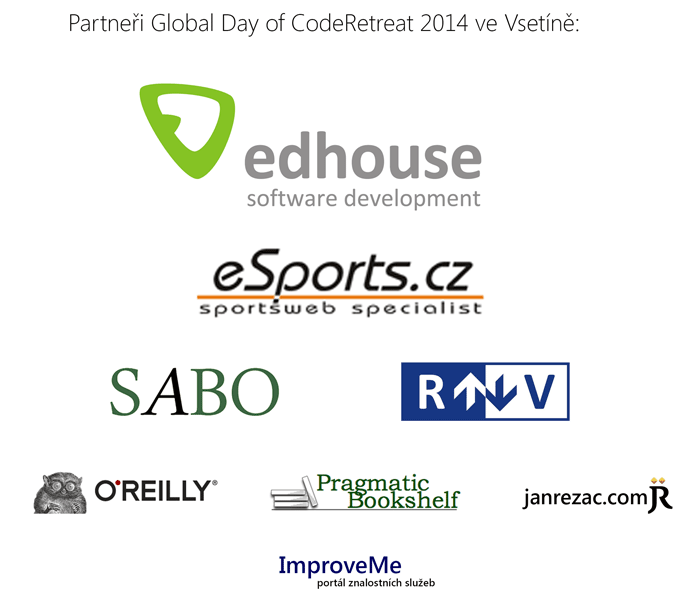 Partneři Global Day of CodeRetreat 2014 ve Vsetíně:
edhouse
software development
eSports.cz
sportsweb specialist
SABO
R V
O'REILLY®
Pragmatic
Bookshelf
janrezac.com JR
ImproveMe
portál znalostních služeb